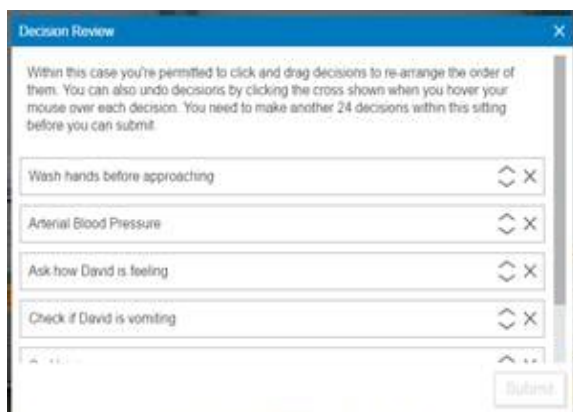 Decision Review
Within this case you're permitted to click and drag decisions to re-arrange the order of
them. You can also undo decisions by clicking the cross shown when you hover your
mouse over each decision. You need to make another 24 decisions within this sitting
before you can submit
Wash hands before approaching
Arterial Blood Pressure
Ask how David is feeling
Check if David is vomiting
Submit